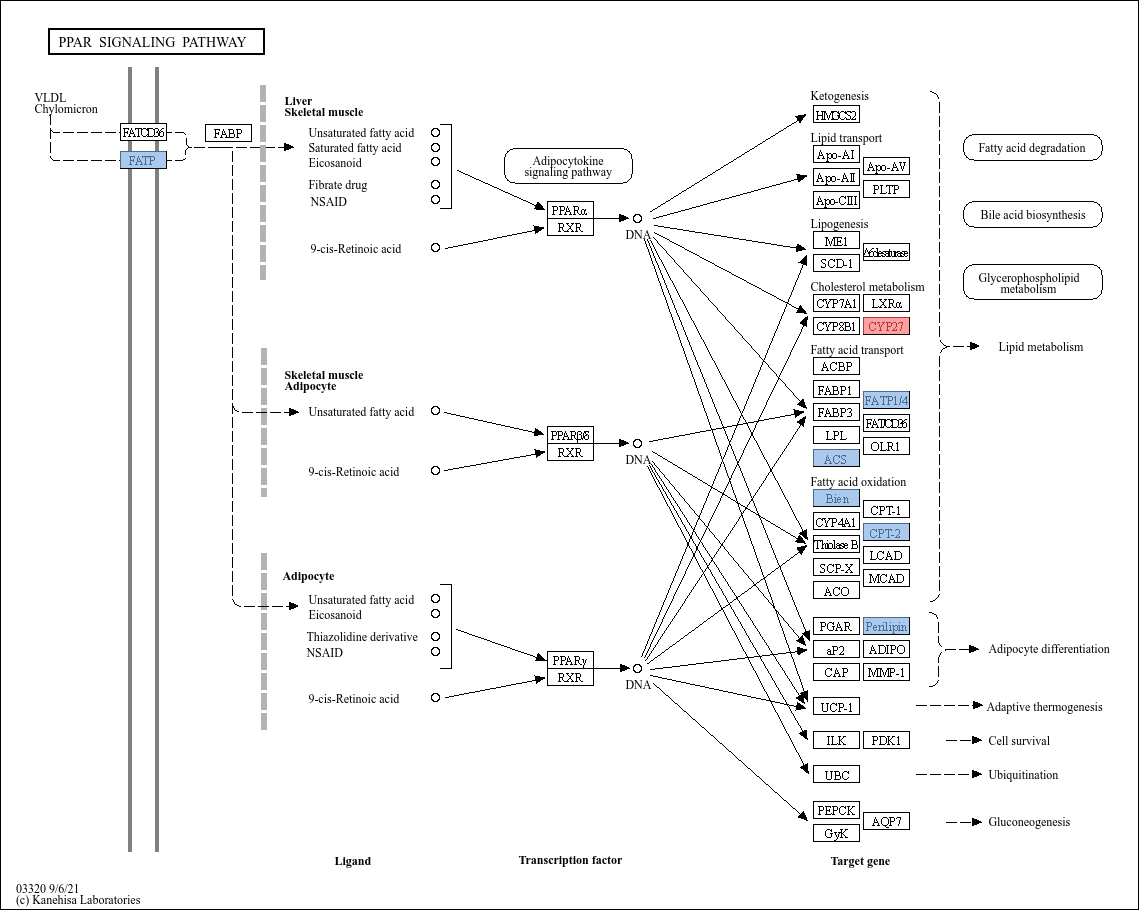 PPAR SIGNALING PATHWAY
VLDL
Chylomicron
FATCD36
FATP
FABP
Liver
Skeletal muscle
Unsaturated fatty acid
Saturated fatty acid
Eicosanoid
Fibrate drug
NSAID
9-cis-Retinoic acid
Adipocytokine
signaling pathway
PPARα
RXR
DNA
Skeletal muscle
Adipocyte
Unsaturated fatty acid
9-cis-Retinoic acid
PPARβ/δ
RXR
DNA
Adipocyte
Unsaturated fatty acid
Eicosanoid
Thiazolidine derivative
NSAID
9-cis-Retinoic acid
PPARγ
RXR
DNA
Ketogenesis
HMGCS2
Lipid transport
Apo-AI
Apo-AV
Apo-AII
PLTP
Apo-CIII
Lipogenesis
ME1
SCD-1
Cholesterol metabolism
CYP7A1
LXRα
CYP8B1
CYP27
Fatty acid transport
ACBP
FABP1
FATP1/4
FABP3
FATCD36
LPL
OLR1
ACS
Fatty acid oxidation
Bien
CPT-1
CYP4A1
CPT-2
Thiolase B
LCAD
SCP-X
MCAD
ACO
PGAR
Perilipin
aP2
ADIPO
CAP
MMP-1
UCP-1
ILK
PDK1
UBC
PEPCK
AQP7
GyK
Fatty acid degradation
Bile acid biosynthesis
Glycerophospholipid
metabolism
Lipid metabolism
Adipocyte differentiation
Adaptive thermogenesis
Cell survival
Ubiquitination
Gluconeogenesis
Ligand
Transcription factor
Target gene
03320 9/6/21
(c) Kanehisa Laboratories